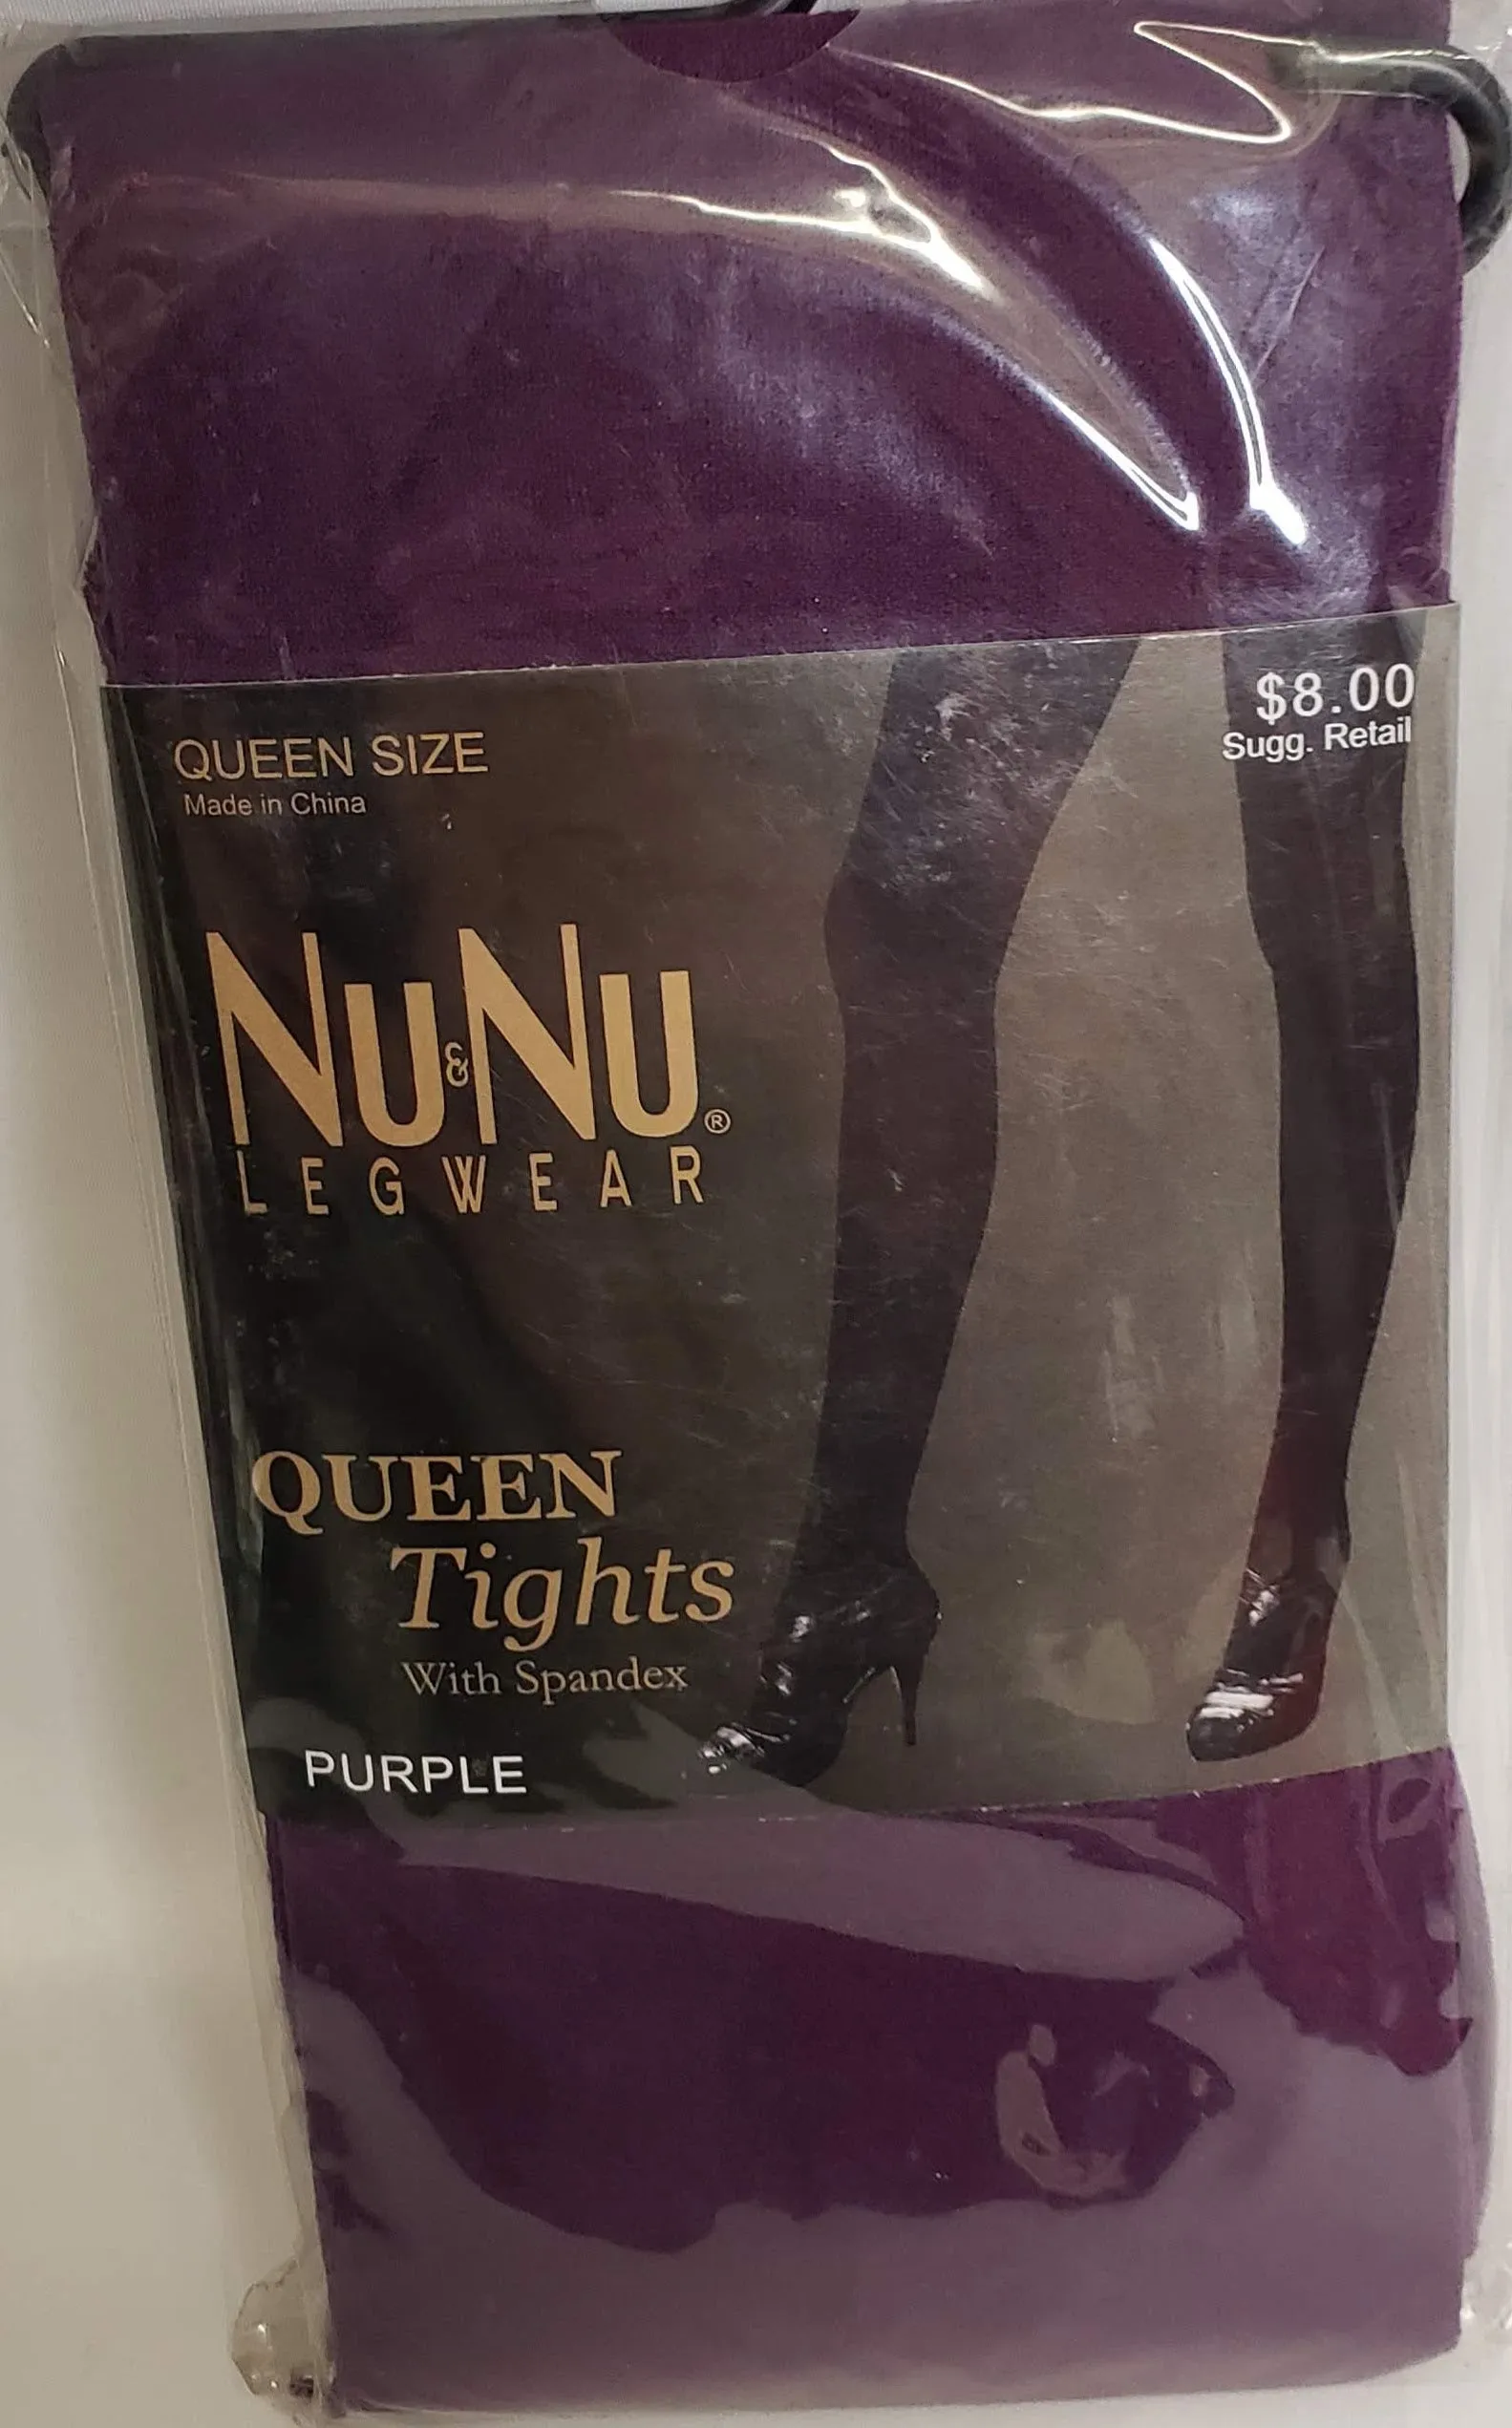 QUEEN SIZE
Made in China
$8.00
Sugg. Retail
NU&NU®
LEGWEAR
QUEEN
Tights
With Spandex
PURPLE